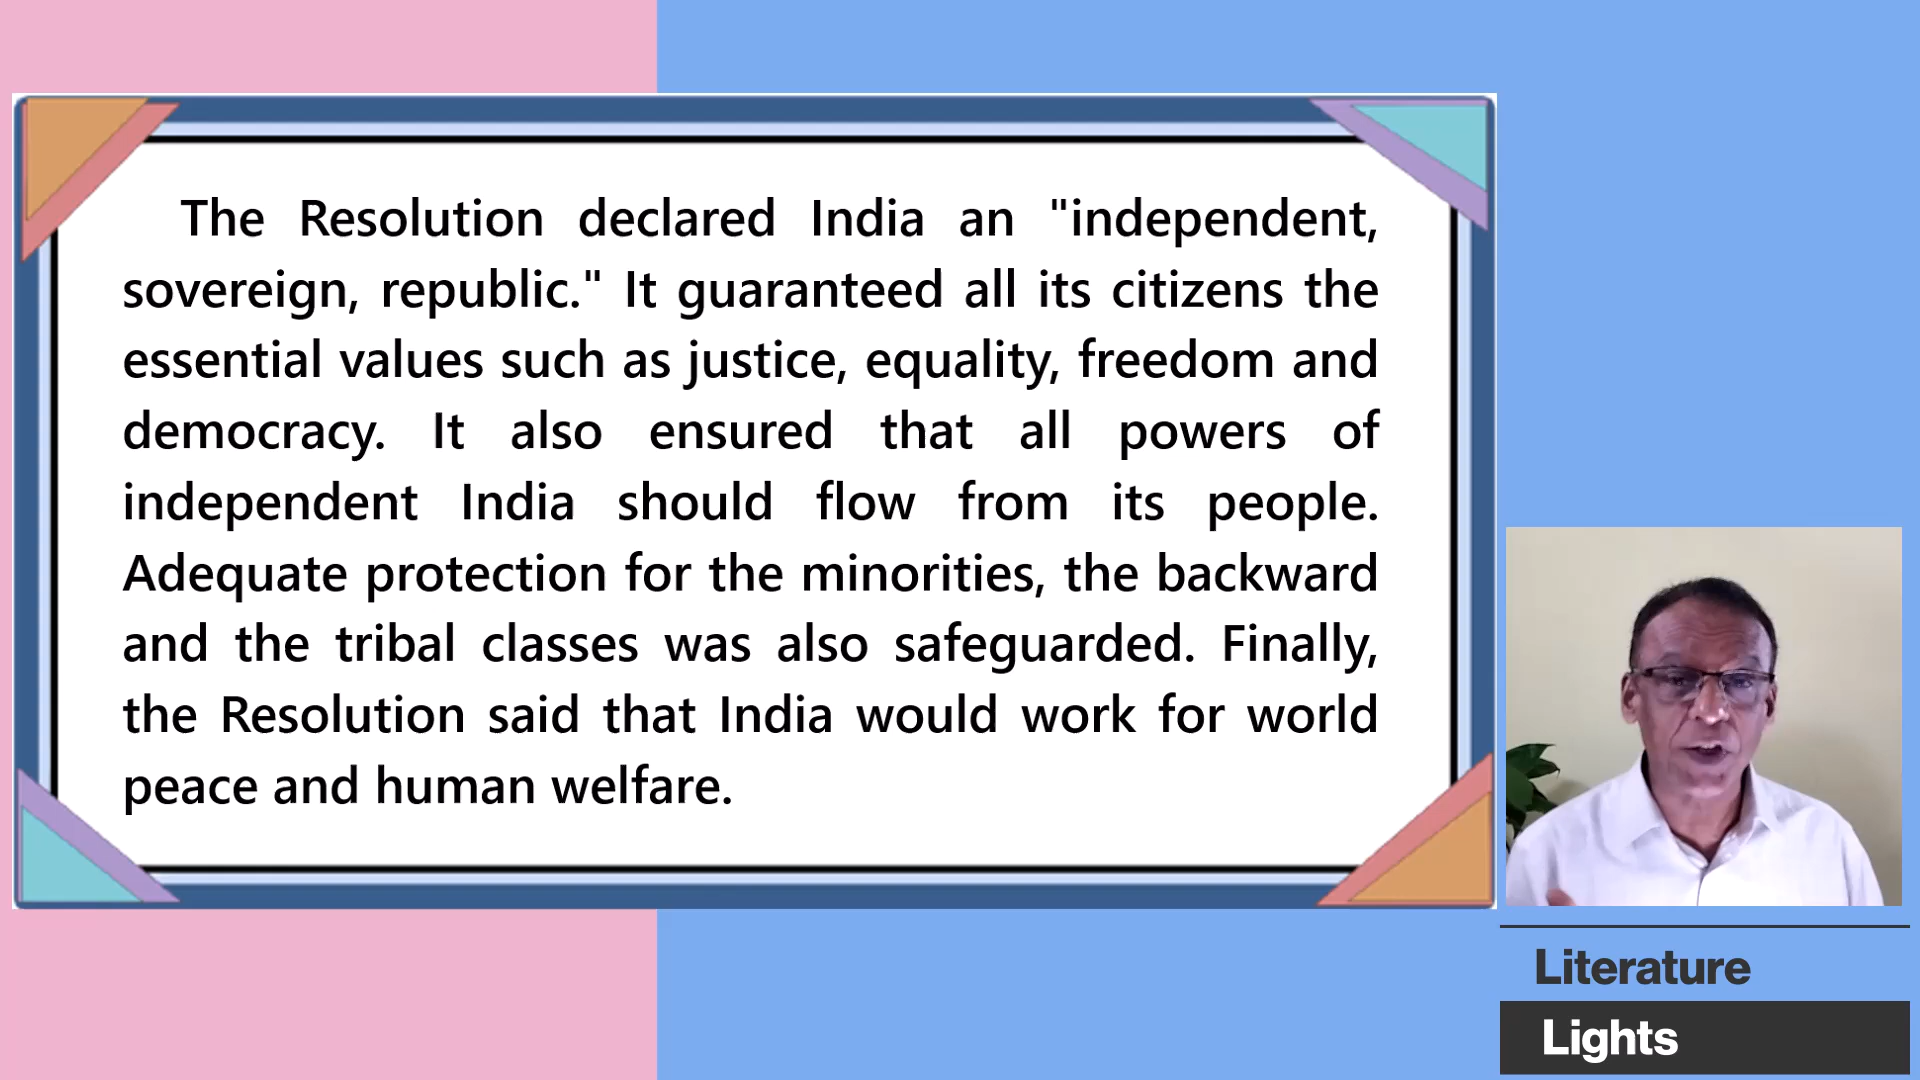 The Resolution declared India an "independent,
sovereign, republic." It guaranteed all its citizens the
essential values such as justice, equality, freedom and
democracy. It also ensured that all powers of
independent India should flow from its people.
Adequate protection for the minorities, the backward
and the tribal classes was also safeguarded. Finally,
the Resolution said that India would work for world
peace and human welfare.
Literature
Lights